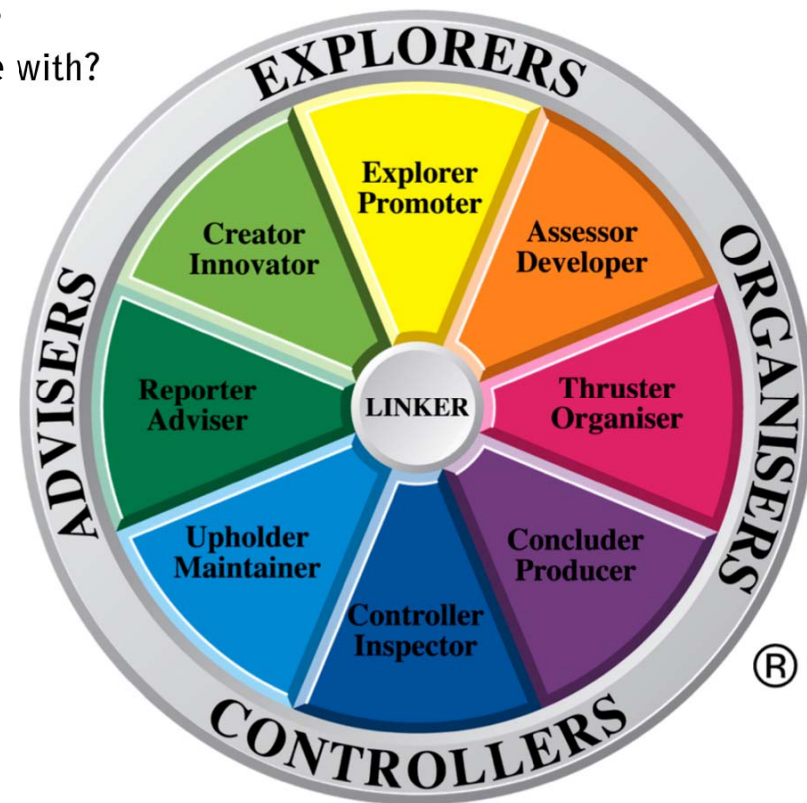 e with?
EXPLORERS
Explorer
Promoter
Creator
Innovator
Assessor
Developer
ADVISERS
ORGANISERS
Reporter
Adviser
LINKER
Thruster
Organiser
Upholder
Maintainer
Concluder
Producer
Controller
Inspector
CONTROLLERS
®